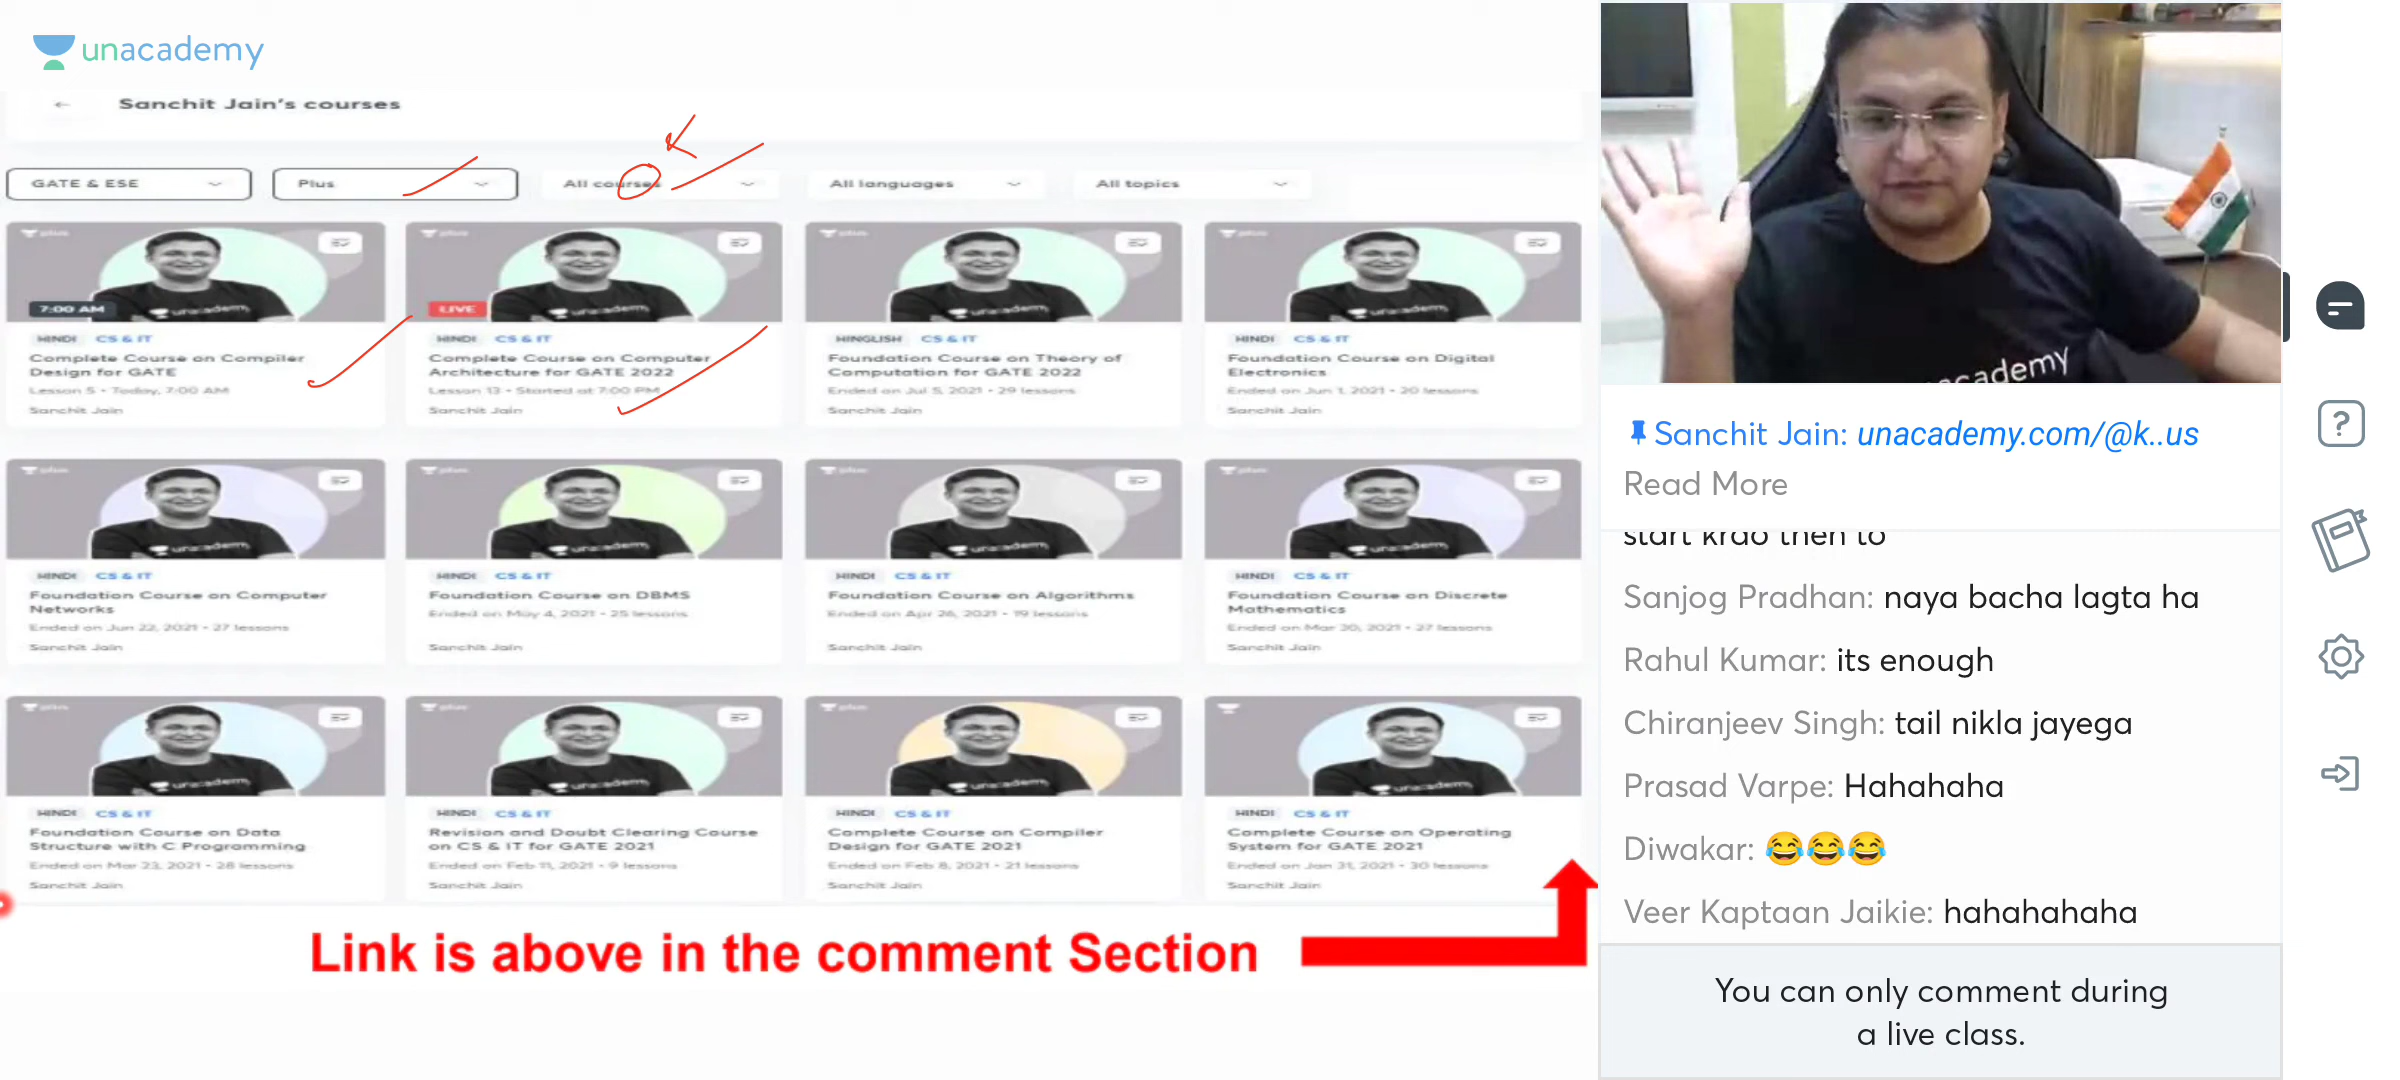 unacademy
Sanchit Jain's courses
OK
GATE & ESE
Plus
All courses
All languages
All topics
7:00 AM
HINDI CS & IT
Complete Course on Compiler
Design for GATE
Lesson 5 • Today, 7:00 AM
Sanchit Jain
LIVE
HINDI CS & IT
Complete Course on Computer
Architecture for GATE 2022
Lesson 13 • Started at 7:00 PM
Sanchit Jain
HINGLISH CS & IT
Foundation Course on Theory of
Computation for GATE 2022
Ended on Jul 5, 2021 • 29 lessons
Sanchit Jain
HINDI CS & IT
Foundation Course on Digital
Electronics
Ended on Jun 1, 2021 • 20 lessons
Sanchit Jain
HINDI CS & IT
Foundation Course on Computer
Networks
Ended on Jun 22, 2021 • 27 lessons
Sanchit Jain
HINDI CS & IT
Foundation Course on DBMS
Ended on May 4, 2021 • 25 lessons
Sanchit Jain
HINDI CS & IT
Foundation Course on Algorithms
Ended on Apr 26, 2021 • 19 lessons
Sanchit Jain
HINDI CS & IT
Foundation Course on Discrete
Mathematics
Ended on Mar 30, 2021 • 27 lessons
Sanchit Jain
HINDI CS & IT
Foundation Course on Data
Structure with C Programming
Ended on Mar 23, 2021 • 28 lessons
Sanchit Jain
HINDI CS & IT
Revision and Doubt Clearing Course
on CS & IT for GATE 2021
Ended on Feb 11, 2021 • 9 lessons
Sanchit Jain
HINDI CS & IT
Complete Course on Compiler
Design for GATE 2021
Ended on Feb 8, 2021 • 21 lessons
Sanchit Jain
HINDI CS & IT
Complete Course on Operating
System for GATE 2021
Ended on Jan 31, 2021 • 30 lessons
Sanchit Jain
Link is above in the comment Section
Sanchit Jain: unacademy.com/@k..us
Read More
start krdo then to
Sanjog Pradhan: naya bacha lagta ha
Rahul Kumar: its enough
Chiranjeev Singh: tail nikla jayega
Prasad Varpe: Hahahaha
Diwakar: 😂😂😂
Veer Kaptaan Jaikie: hahahahaha
You can only comment during
a live class.